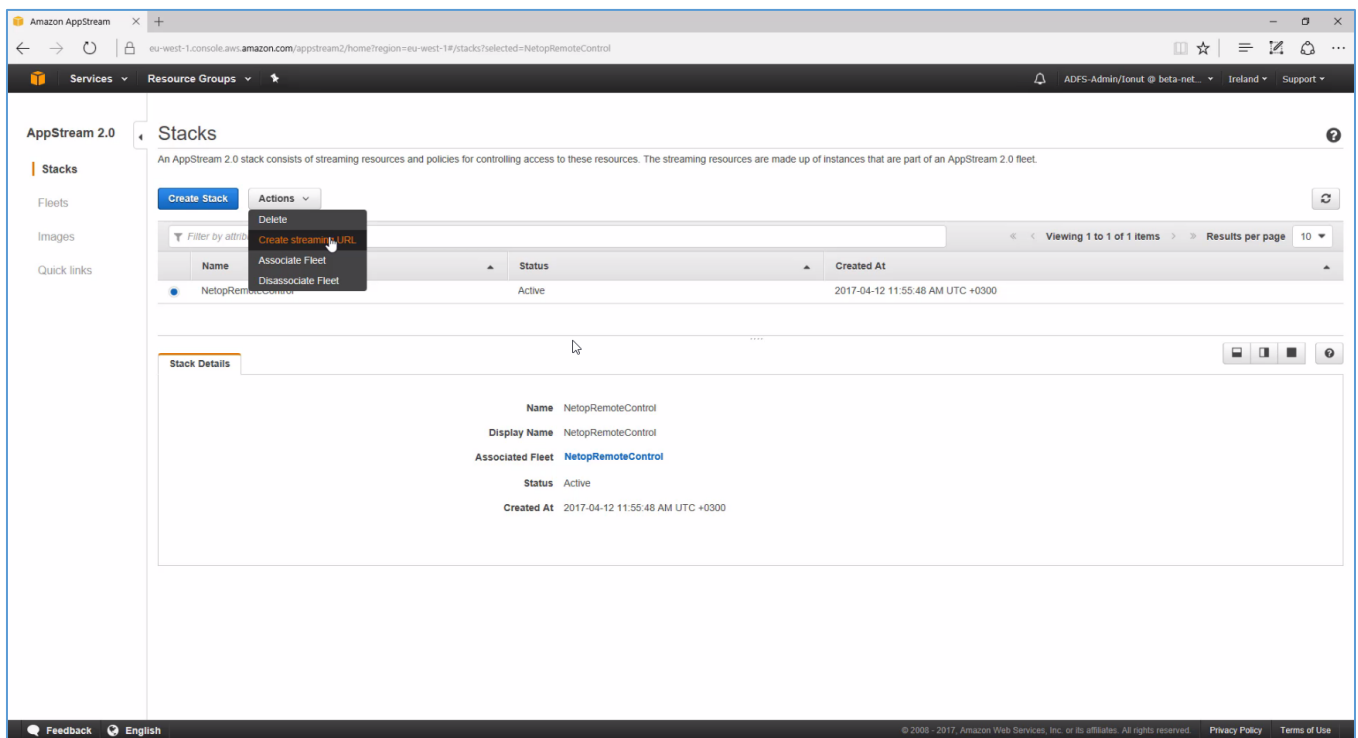 Amazon AppStream
eu-west-1.console.aws.amazon.com/appstream2/home?region=eu-west-1#/stacks?selected=NetopRemoteControl
Services Resource Groups ADFS-Admin/Ionut @ beta-net... Ireland Support
AppStream 2.0
Stacks
Fleets
Images
Quick links
Stacks
An AppStream 2.0 stack consists of streaming resources and policies for controlling access to these resources. The streaming resources are made up of instances that are part of an AppStream 2.0 fleet.
Create Stack Actions
Delete
Create streaming URL
Associate Fleet
Disassociate Fleet
Filter by attrib
Viewing 1 to 1 of 1 items Results per page 10
Name Status Created At
NetopRemoteControl Active 2017-04-12 11:55:48 AM UTC +0300
Stack Details
Name NetopRemoteControl
Display Name NetopRemoteControl
Associated Fleet NetopRemoteControl
Status Active
Created At 2017-04-12 11:55:48 AM UTC +0300
Feedback English © 2008 - 2017, Amazon Web Services, Inc. or its affiliates. All rights reserved. Privacy Policy Terms of Use